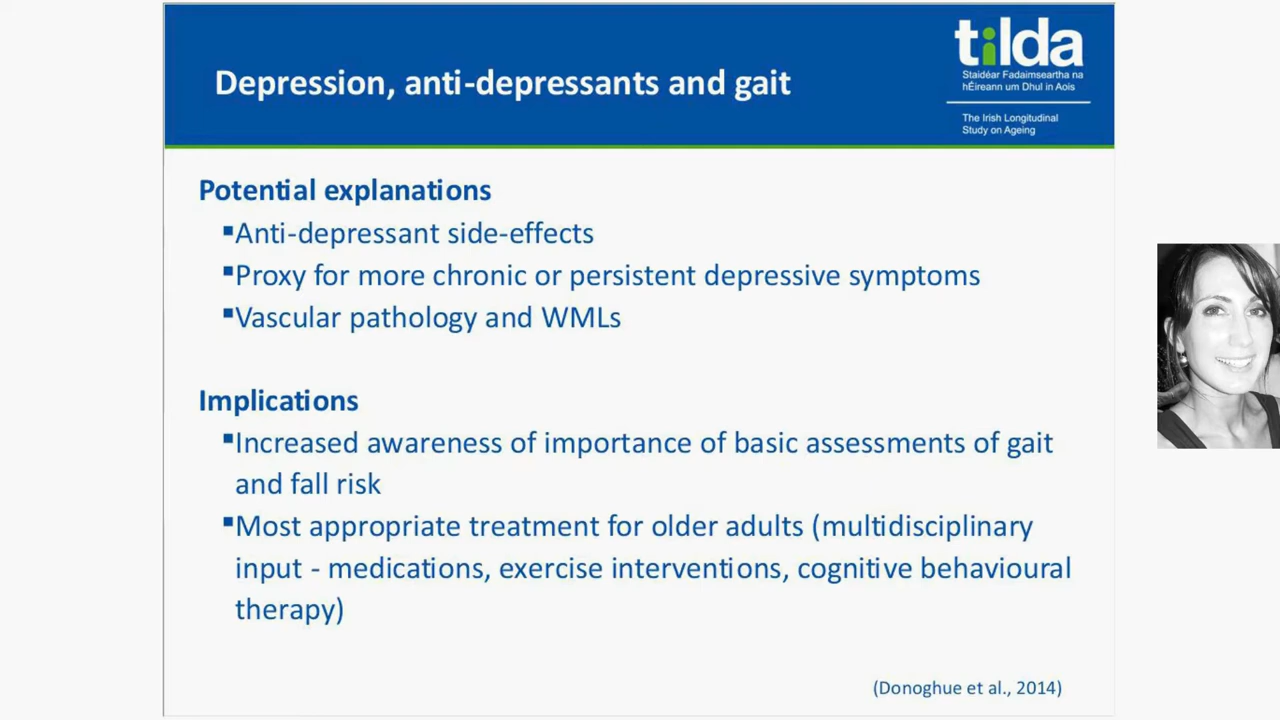 Depression, anti-depressants and gait
tilda
Staidéar Fadaimseartha na
hÉireann um Dhul in Aois
The Irish Longitudinal
Study on Ageing
Potential explanations
▪Anti-depressant side-effects
▪Proxy for more chronic or persistent depressive symptoms
▪Vascular pathology and WMLs
Implications
▪Increased awareness of importance of basic assessments of gait
and fall risk
▪Most appropriate treatment for older adults (multidisciplinary
input - medications, exercise interventions, cognitive behavioural
therapy)
(Donoghue et al., 2014)